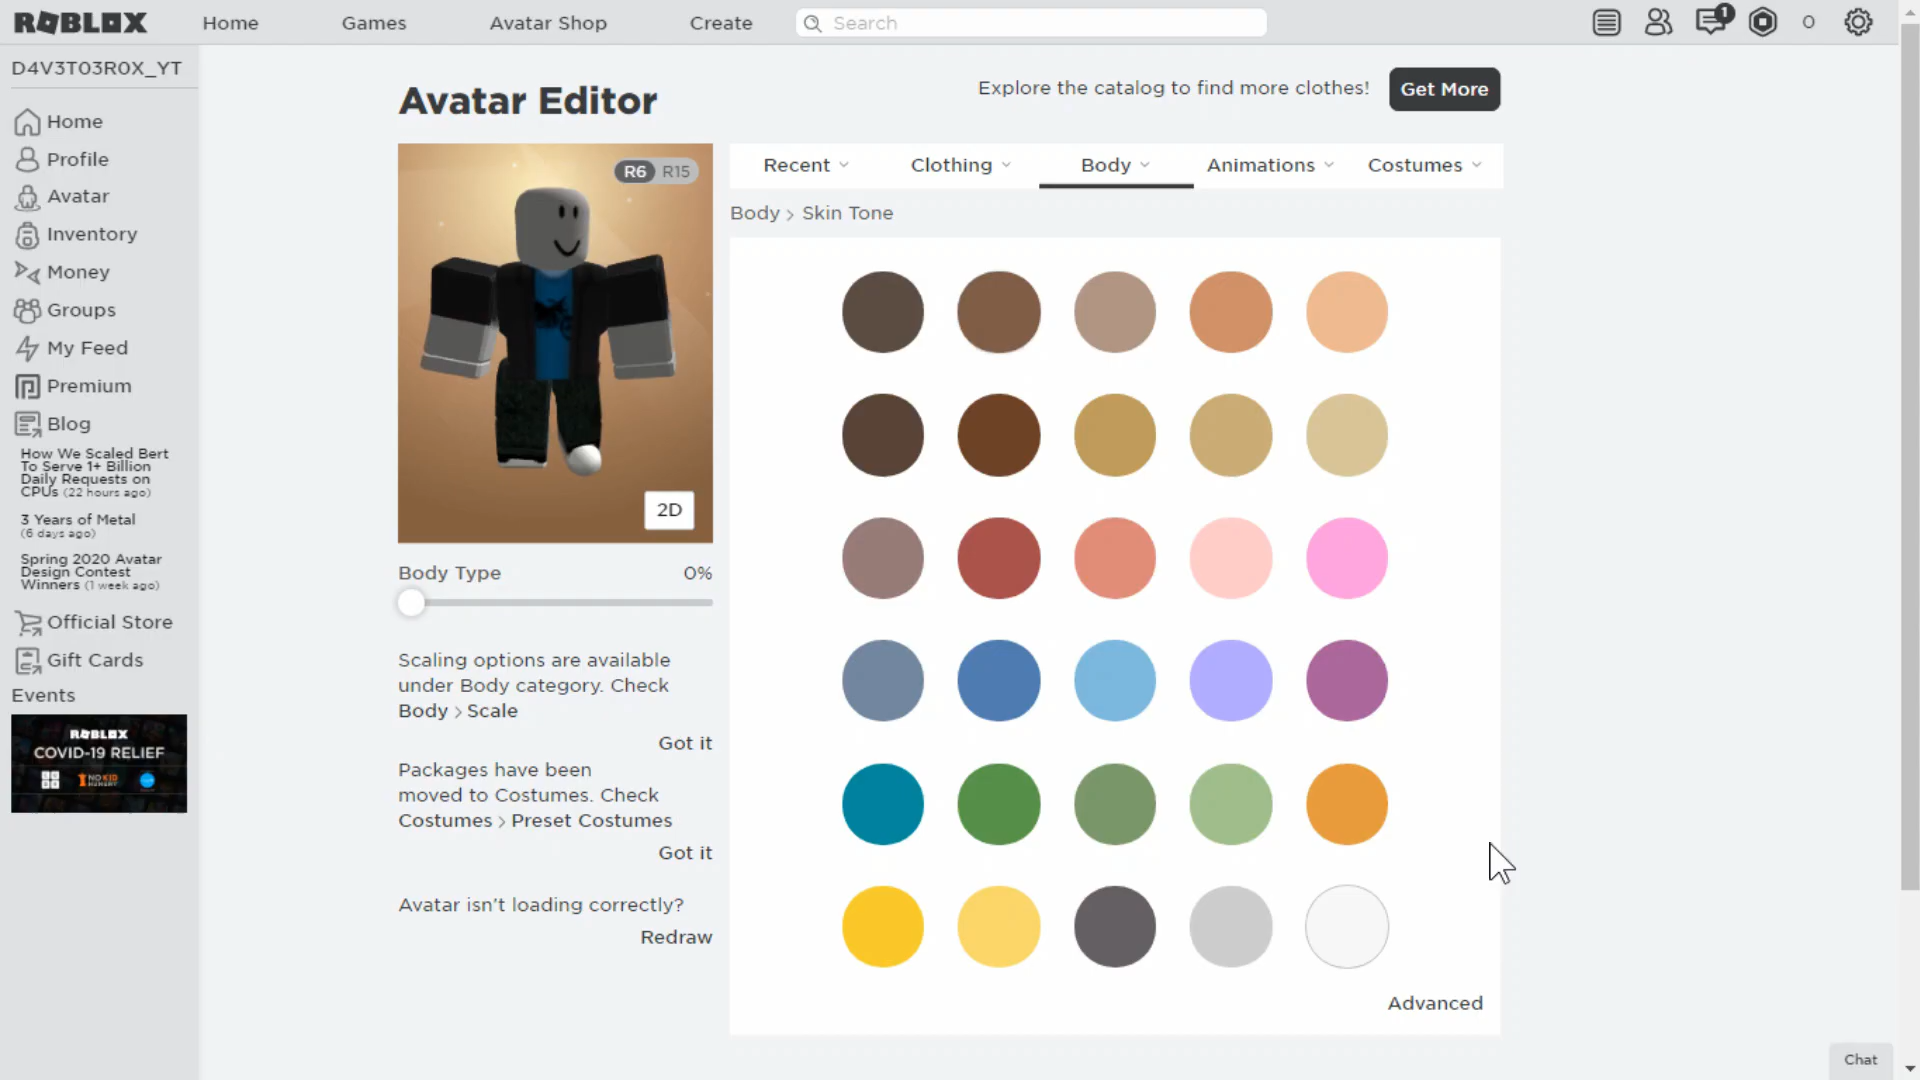 ROBLOX
Home
Games
Avatar Shop
Create
Search
1
0
D4V3T03R0X_YT
Home
Profile
Avatar
Inventory
Money
Groups
My Feed
Premium
Blog
How We Scaled Bert
To Serve 1+ Billion
Daily Requests on
CPUs (22 hours ago)
3 Years of Metal
(6 days ago)
Spring 2020 Avatar
Design Contest
Winners (1 week ago)
Official Store
Gift Cards
Events
ROBLOX
COVID-19 RELIEF
NO KID
HUNGRY
Avatar Editor
Explore the catalog to find more clothes!
Get More
R6 R15
2D
Body Type 0%
Scaling options are available
under Body category. Check
Body > Scale
Got it
Packages have been
moved to Costumes. Check
Costumes > Preset Costumes
Got it
Avatar isn't loading correctly?
Redraw
Recent
Clothing
Body
Animations
Costumes
Body > Skin Tone
Advanced
Chat